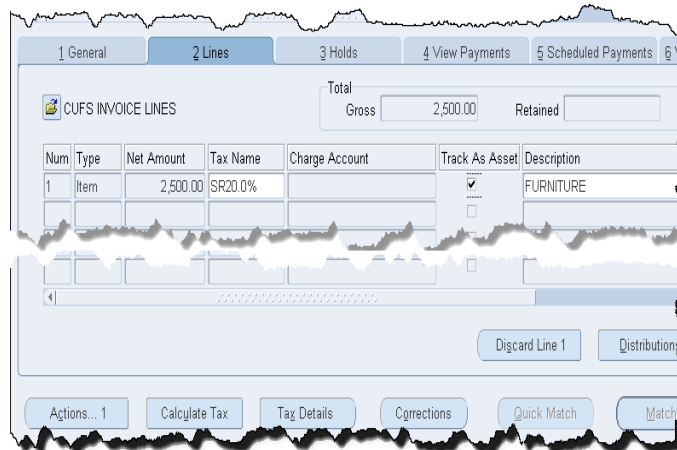 1 General 2 Lines 3 Holds 4 View Payments 5 Scheduled Payments 6
Total
CUFS INVOICE LINES Gross 2,500.00 Retained
Num Type Net Amount Tax Name Charge Account Track As Asset Description
1 Item 2,500.00 SR20.0% FURNITURE
Discard Line 1 Distribution
Actions... 1 Calculate Tax Tax Details Corrections Quick Match Match